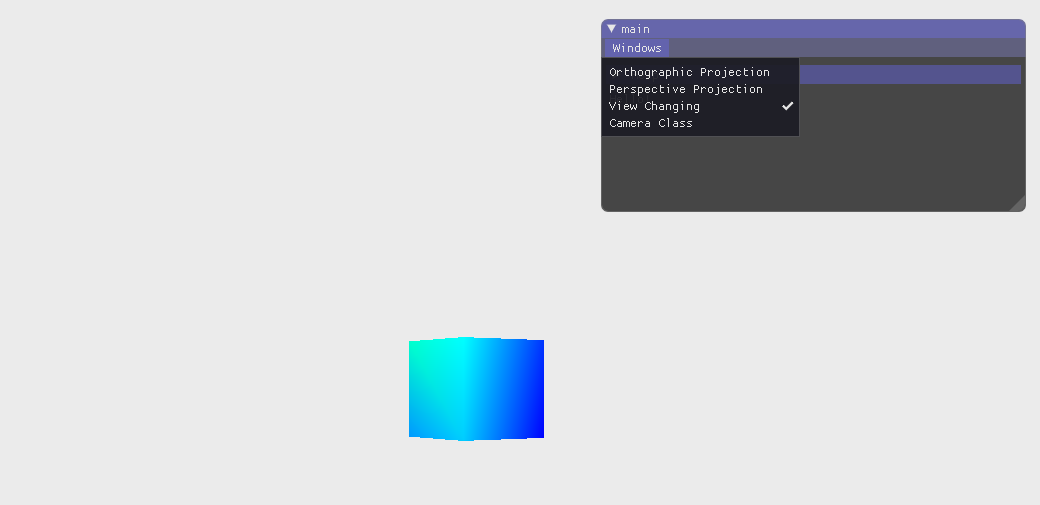 main
Windows
Orthographic Projection
Perspective Projection
View Changing
Camera Class